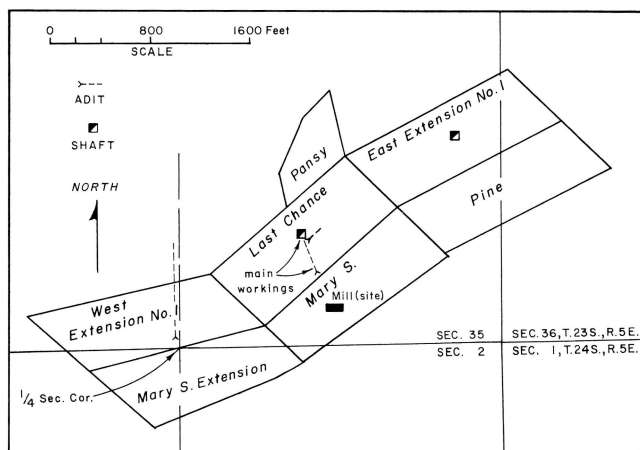 0 800 1600 Feet
SCALE
ADIT
SHAFT
NORTH
Pansy
East Extension No. 1
Pine
Last Chance
main
workings
Mary S.
Mill (site)
West
Extension No. 1
Mary S. Extension
1/4 Sec. Cor.
SEC. 35 SEC. 36, T. 23 S., R. 5 E.
SEC. 2 SEC. 1, T. 24 S., R. 5 E.